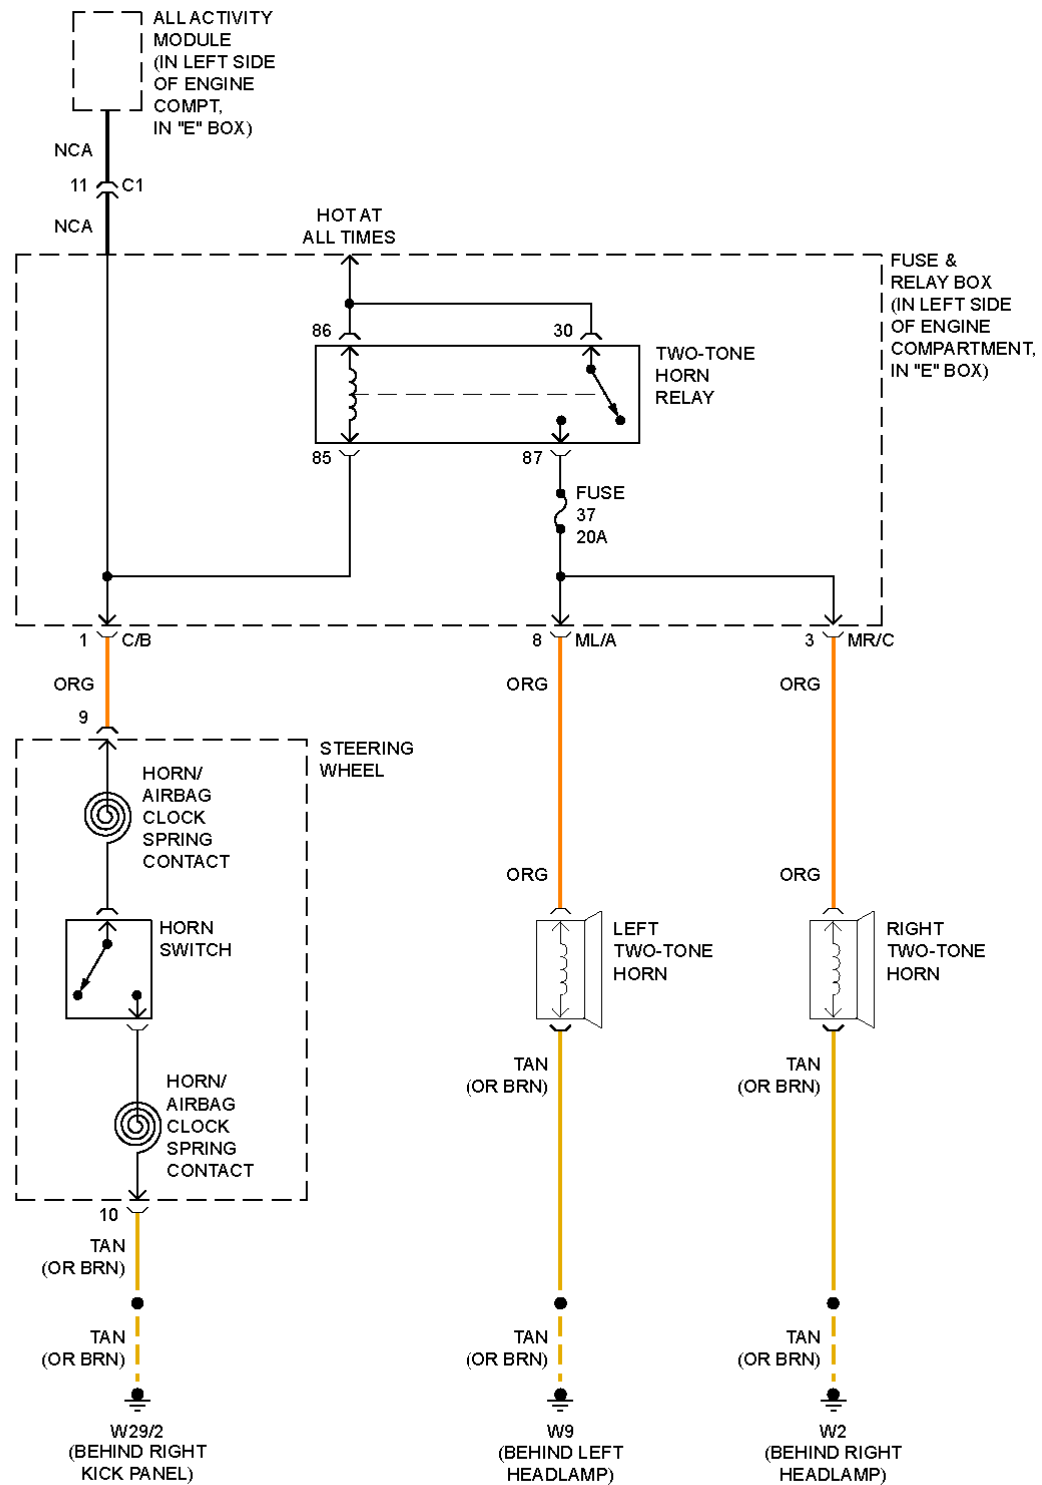 ALL ACTIVITY
MODULE
(IN LEFT SIDE
OF ENGINE
COMPT,
IN "E" BOX)
NCA
11
C1
NCA
HOT AT
ALL TIMES
FUSE &
RELAY BOX
(IN LEFT SIDE
OF ENGINE
COMPARTMENT,
IN "E" BOX)
86
30
TWO-TONE
HORN
RELAY
85
87
FUSE
37
20A
1
C/B
8
ML/A
3
MR/C
ORG
ORG
ORG
9
STEERING
WHEEL
HORN/
AIRBAG
CLOCK
SPRING
CONTACT
ORG
ORG
HORN
SWITCH
LEFT
TWO-TONE
HORN
RIGHT
TWO-TONE
HORN
TAN
(OR BRN)
TAN
(OR BRN)
HORN/
AIRBAG
CLOCK
SPRING
CONTACT
10
TAN
(OR BRN)
TAN
(OR BRN)
TAN
(OR BRN)
TAN
(OR BRN)
W29/2
(BEHIND RIGHT
KICK PANEL)
W9
(BEHIND LEFT
HEADLAMP)
W2
(BEHIND RIGHT
HEADLAMP)